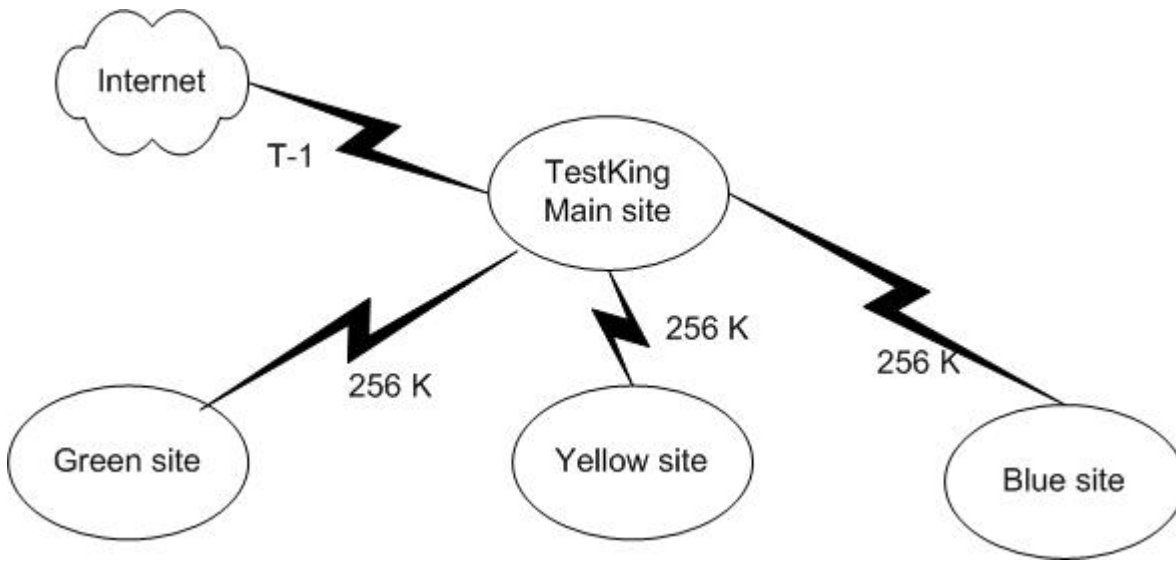 Internet
T-1
TestKing
Main site
256 K
256 K
256 K
Green site
Yellow site
Blue site